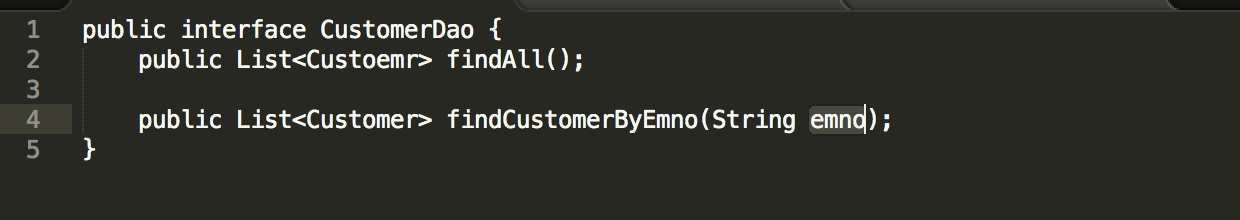 1 public interface CustomerDao {
2 public List<Custoemr> findAll();
3
4 public List<Customer> findCustomerByEmno(String emno);
5 }